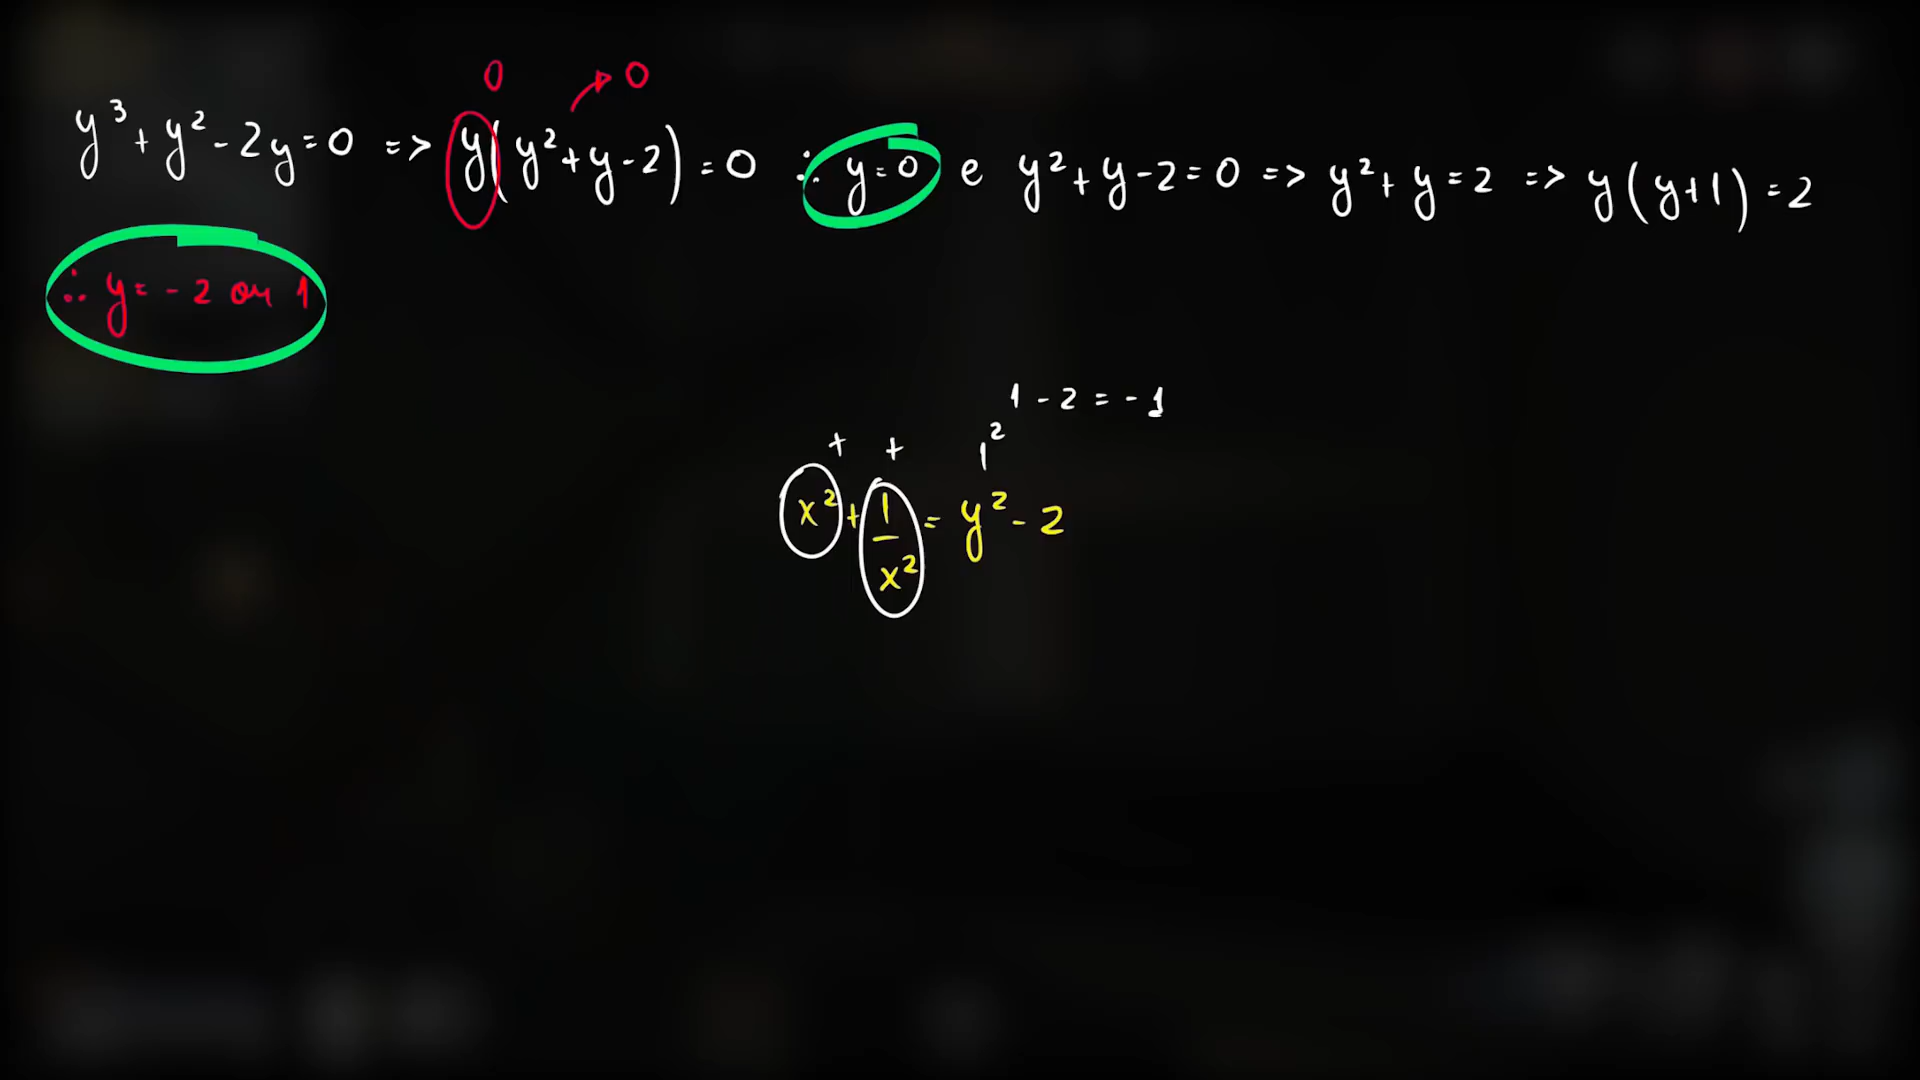 0 0
y³ + y² - 2y = 0 => y(y² + y - 2) = 0 ∴ y = 0 e y² + y - 2 = 0 => y² + y = 2 => y(y + 1) = 2
∴ y = - 2 ou 1
1 - 2 = - 1
+ + 1²
x² + 1/x² = y² - 2